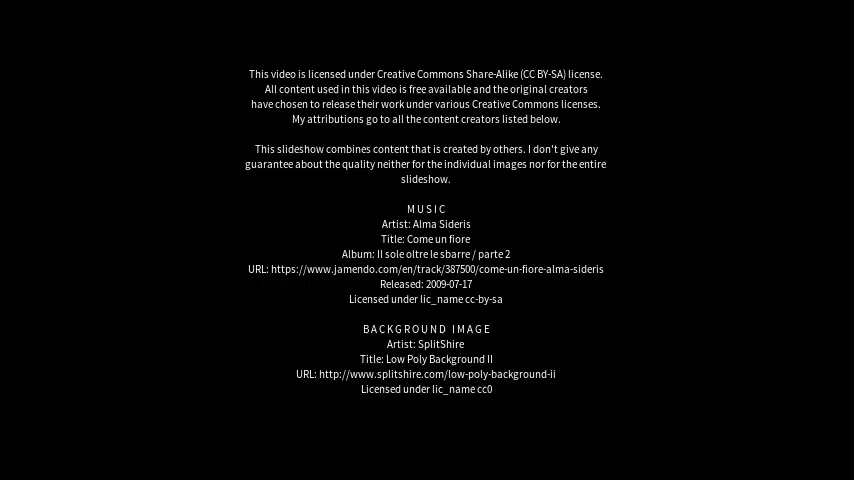 This video is licensed under Creative Commons Share-Alike (CC BY-SA) license.
All content used in this video is free available and the original creators
have chosen to release their work under various Creative Commons licenses.
My attributions go to all the content creators listed below.
This slideshow combines content that is created by others. I don't give any
guarantee about the quality neither for the individual images nor for the entire
slideshow.
MUSIC
Artist: Alma Sideris
Title: Come un fiore
Album: Il sole oltre le sbarre / parte 2
URL: https://www.jamendo.com/en/track/387500/come-un-fiore-alma-sideris
Released: 2009-07-17
Licensed under lic_name cc-by-sa
BACKGROUND IMAGE
Artist: SplitShire
Title: Low Poly Background II
URL: http://www.splitshire.com/low-poly-background-ii
Licensed under lic_name cc0